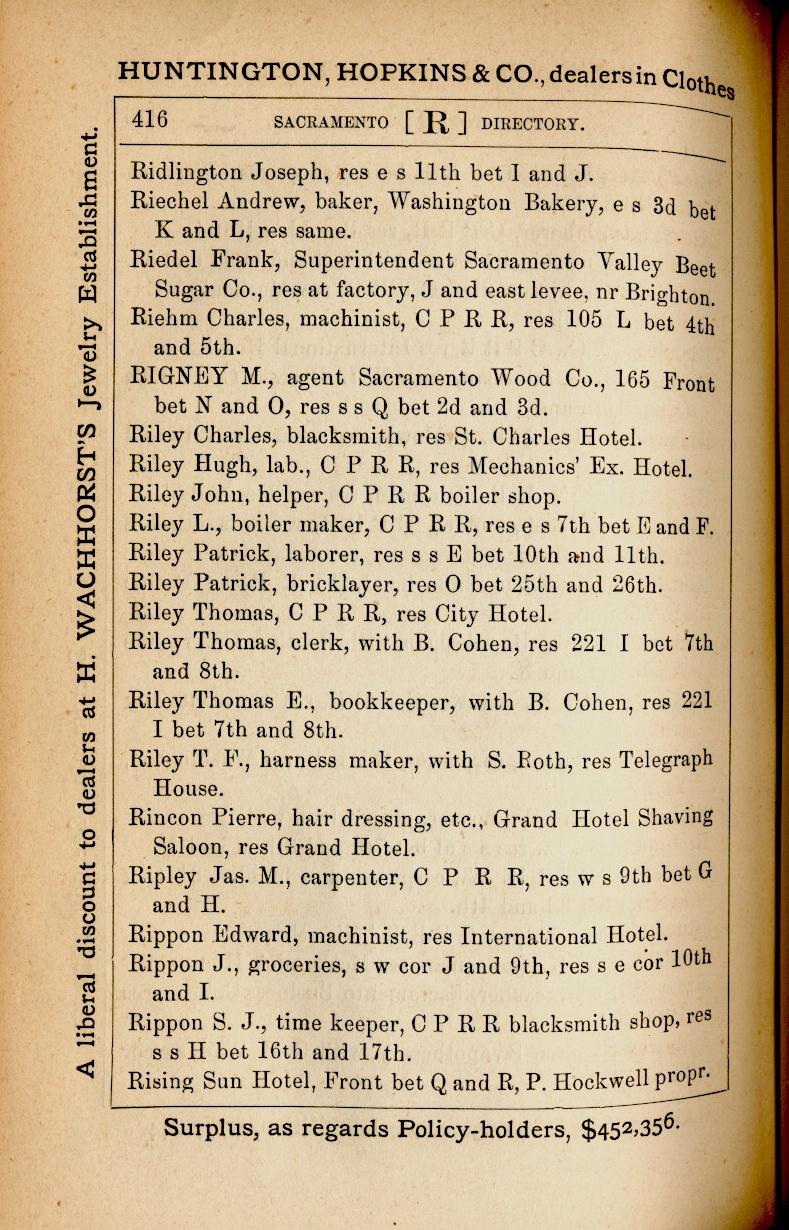 HUNTINGTON, HOPKINS & CO., dealers in Clothes
416 SACRAMENTO [ R ] DIRECTORY.
Ridlington Joseph, res e s 11th bet I and J.
Riechel Andrew, baker, Washington Bakery, e s 3d bet
K and L, res same.
Riedel Frank, Superintendent Sacramento Valley Beet
Sugar Co., res at factory, J and east levee, nr Brighton.
Riehm Charles, machinist, C P R R, res 105 L bet 4th
and 5th.
RIGNEY M., agent Sacramento Wood Co., 165 Front
bet N and O, res s s Q bet 2d and 3d.
Riley Charles, blacksmith, res St. Charles Hotel.
Riley Hugh, lab., C P R R, res Mechanics' Ex. Hotel.
Riley John, helper, C P R R boiler shop.
Riley L., boiler maker, C P R R, res e s 7th bet E and F.
Riley Patrick, laborer, res s s E bet 10th and 11th.
Riley Patrick, bricklayer, res O bet 25th and 26th.
Riley Thomas, C P R R, res City Hotel.
Riley Thomas, clerk, with B. Cohen, res 221 I bet 7th
and 8th.
Riley Thomas E., bookkeeper, with B. Cohen, res 221
I bet 7th and 8th.
Riley T. F., harness maker, with S. Roth, res Telegraph
House.
Rincon Pierre, hair dressing, etc., Grand Hotel Shaving
Saloon, res Grand Hotel.
Ripley Jas. M., carpenter, C P R R, res w s 9th bet G
and H.
Rippon Edward, machinist, res International Hotel.
Rippon J., groceries, s w cor J and 9th, res s e cor 10th
and I.
Rippon S. J., time keeper, C P R R blacksmith shop, res
s s H bet 16th and 17th.
Rising Sun Hotel, Front bet Q and R, P. Hockwell propr.
Surplus, as regards Policy-holders, $452,356.
A liberal discount to dealers at H. WACHHORST'S Jewelry Establishment.